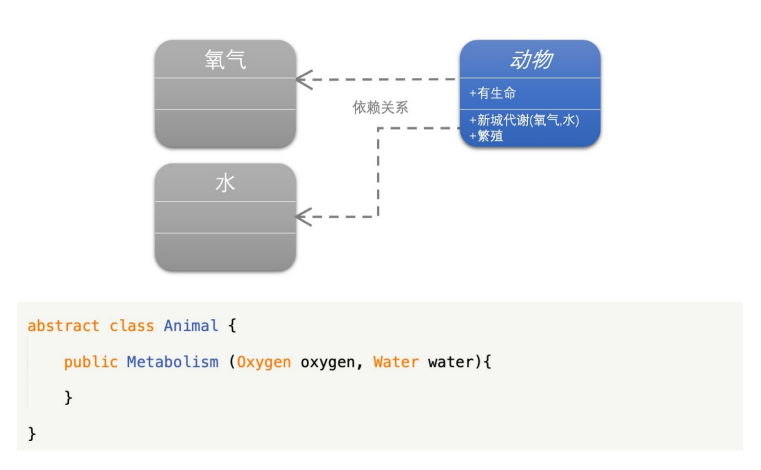 氧气
动物
+有生命
依赖关系
+新城代谢(氧气,水)
+繁殖
水
abstract class Animal {
public Metabolism (Oxygen oxygen, Water water){
}
}